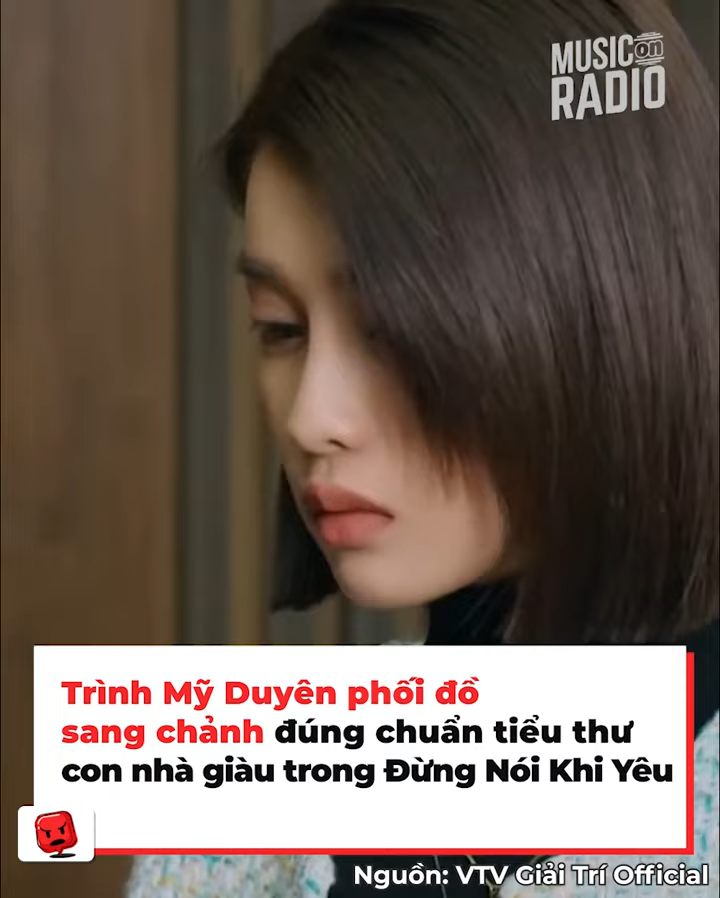 MUSIC on
RADIO
Trình Mỹ Duyên phối đồ
sang chảnh đúng chuẩn tiểu thư
con nhà giàu trong Đừng Nói Khi Yêu
Nguồn: VTV Giải Trí Official